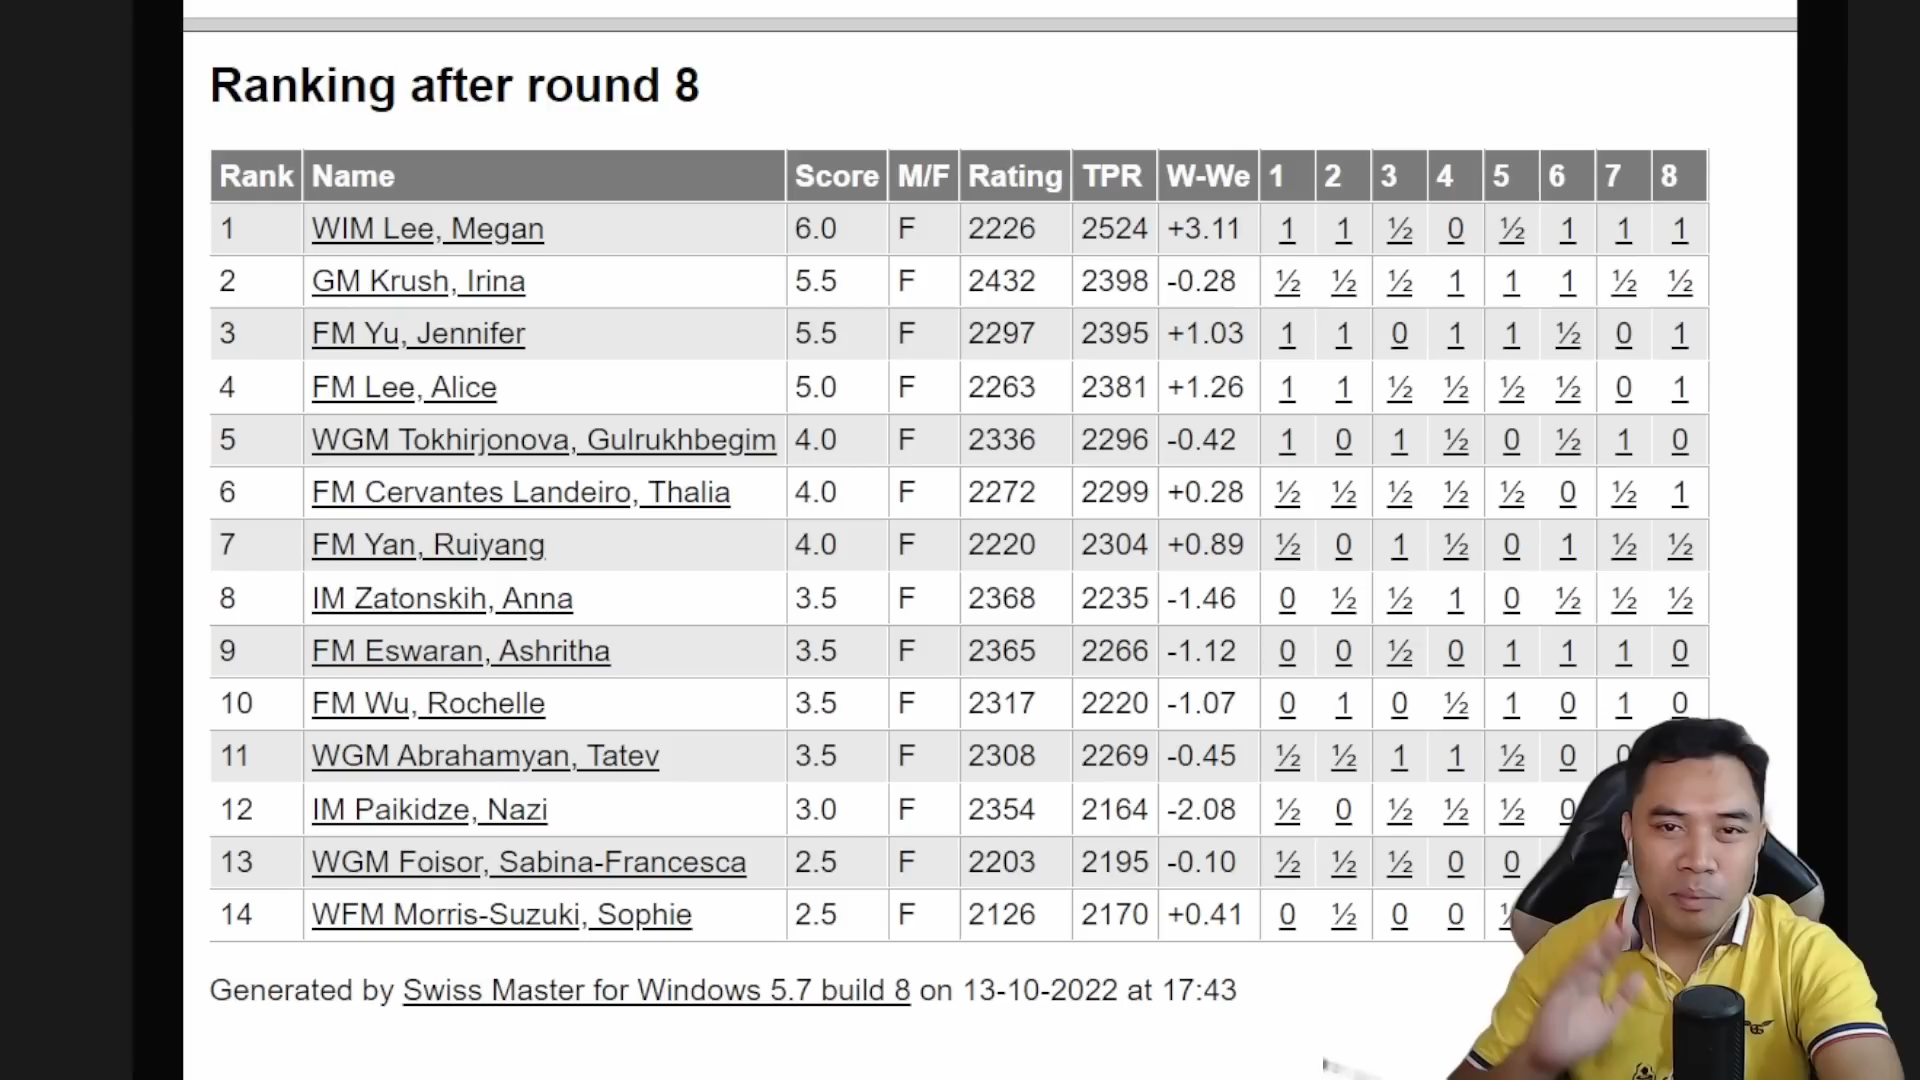 Ranking after round 8
Rank Name Score M/F Rating TPR W-We 1 2 3 4 5 6 7 8
1 WIM Lee, Megan 6.0 F 2226 2524 +3.11 1 1 ½ 0 ½ 1 1 1
2 GM Krush, Irina 5.5 F 2432 2398 -0.28 ½ ½ ½ 1 1 1 ½ ½
3 FM Yu, Jennifer 5.5 F 2297 2395 +1.03 1 1 0 1 1 ½ 0 1
4 FM Lee, Alice 5.0 F 2263 2381 +1.26 1 1 ½ ½ ½ ½ 0 1
5 WGM Tokhirjonova, Gulrukhbegim 4.0 F 2336 2296 -0.42 1 0 1 ½ 0 ½ 1 0
6 FM Cervantes Landeiro, Thalia 4.0 F 2272 2299 +0.28 ½ ½ ½ ½ ½ 0 ½ 1
7 FM Yan, Ruiyang 4.0 F 2220 2304 +0.89 ½ 0 1 ½ 0 1 ½ ½
8 IM Zatonskih, Anna 3.5 F 2368 2235 -1.46 0 ½ ½ 1 0 ½ ½ ½
9 FM Eswaran, Ashritha 3.5 F 2365 2266 -1.12 0 0 ½ 0 1 1 1 0
10 FM Wu, Rochelle 3.5 F 2317 2220 -1.07 0 1 0 ½ 1 0 1 0
11 WGM Abrahamyan, Tatev 3.5 F 2308 2269 -0.45 ½ ½ 1 1 ½ 0 0
12 IM Paikidze, Nazi 3.0 F 2354 2164 -2.08 ½ 0 ½ ½ ½ 0
13 WGM Foisor, Sabina-Francesca 2.5 F 2203 2195 -0.10 ½ ½ ½ 0 0
14 WFM Morris-Suzuki, Sophie 2.5 F 2126 2170 +0.41 0 ½ 0 0
Generated by Swiss Master for Windows 5.7 build 8 on 13-10-2022 at 17:43